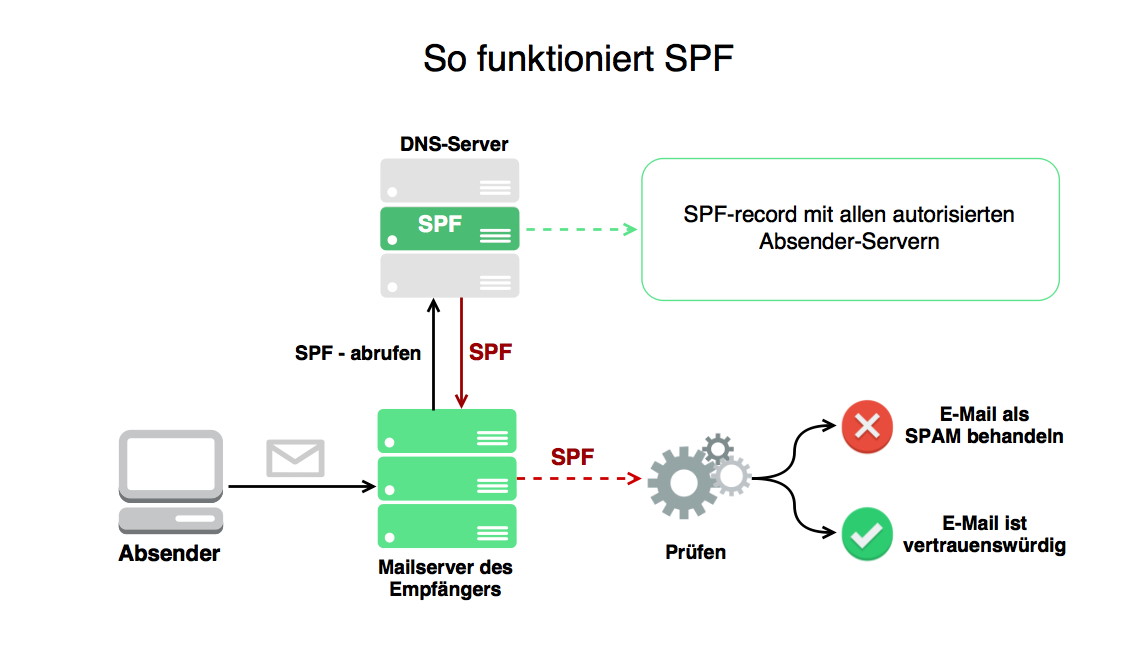 So funktioniert SPF
DNS-Server
SPF
SPF-record mit allen autorisierten
Absender-Servern
SPF - abrufen
SPF
E-Mail als
SPAM behandeln
SPF
E-Mail ist
vertrauenswürdig
Absender
Mailserver des
Empfängers
Prüfen